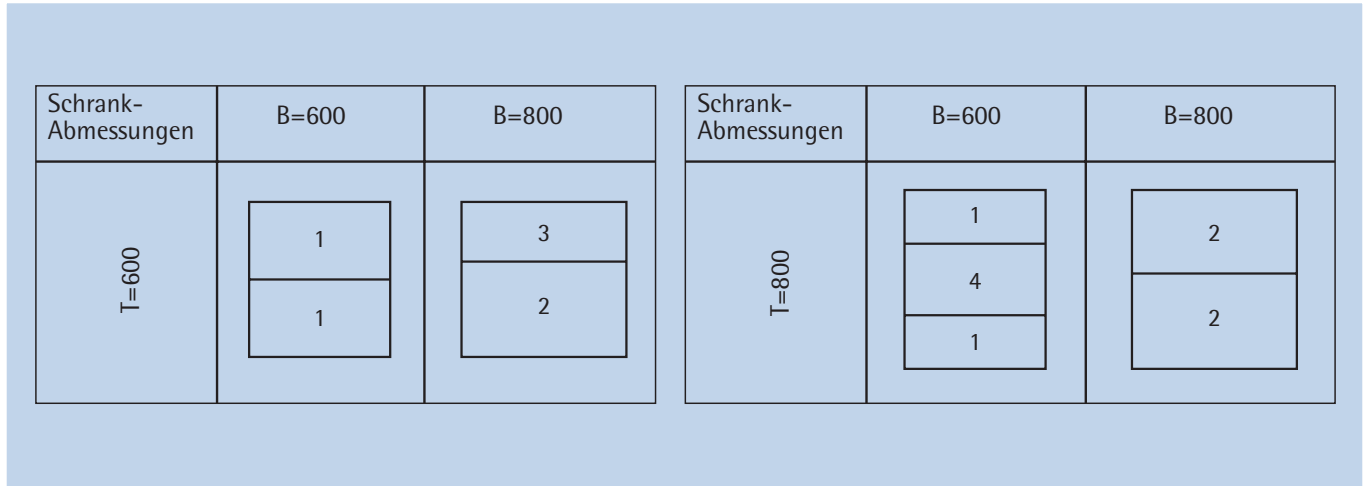 Schrank-
Abmessungen
B=600
B=800
T=600
1
1
3
2
Schrank-
Abmessungen
B=600
B=800
T=800
1
4
1
2
2